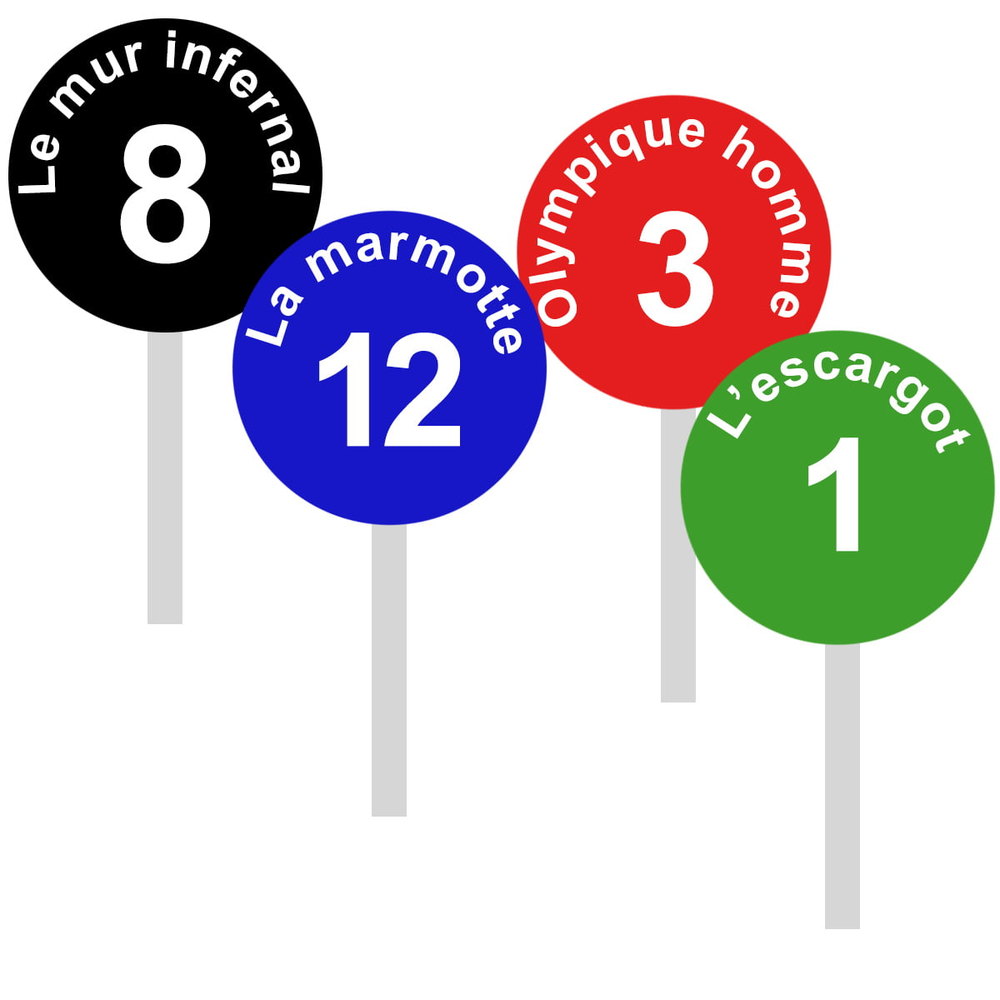 Le mur infernal
8
La marmotte
12
Olympique homme
3
L'escargot
1